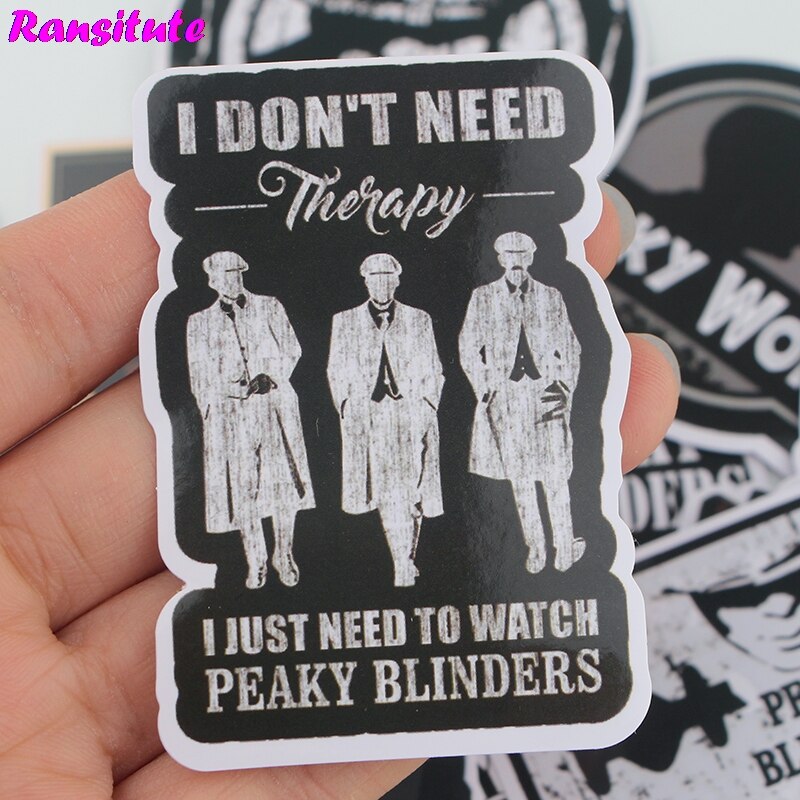 Ransitute
I DON'T NEED
Therapy
I JUST NEED TO WATCH
PEAKY BLINDERS